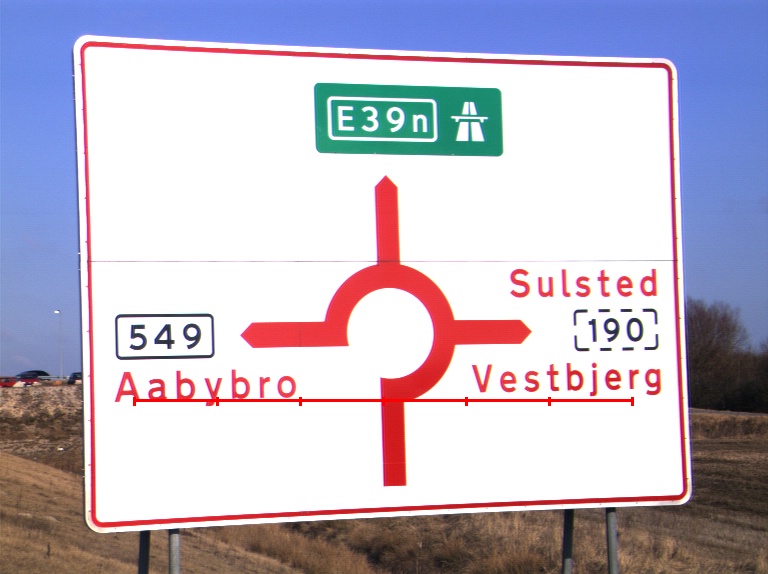 E39n
Sulsted
549
190
Aabybro
Vestbjerg